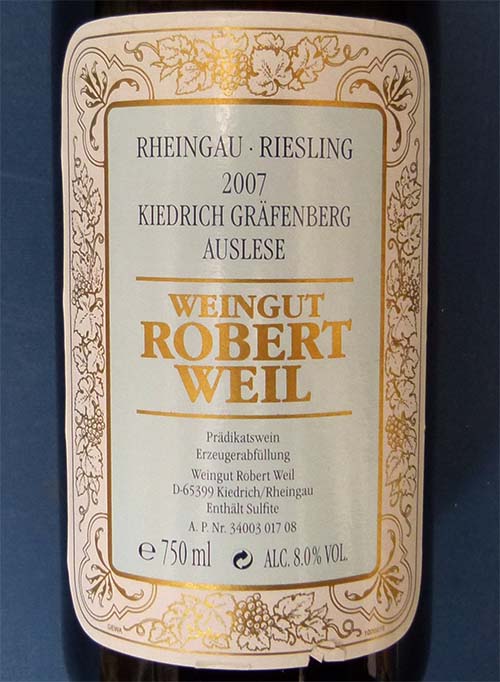 RHEINGAU · RIESLING
2007
KIEDRICH GRÄFENBERG
AUSLESE
WEINGUT
ROBERT
WEIL
Prädikatswein
Erzeugerabfüllung
Weingut Robert Weil
D-65399 Kiedrich/Rheingau
Enthält Sulfite
A. P. Nr. 34003 017 08
e 750 ml ALC. 8.0% VOL.
GEWA